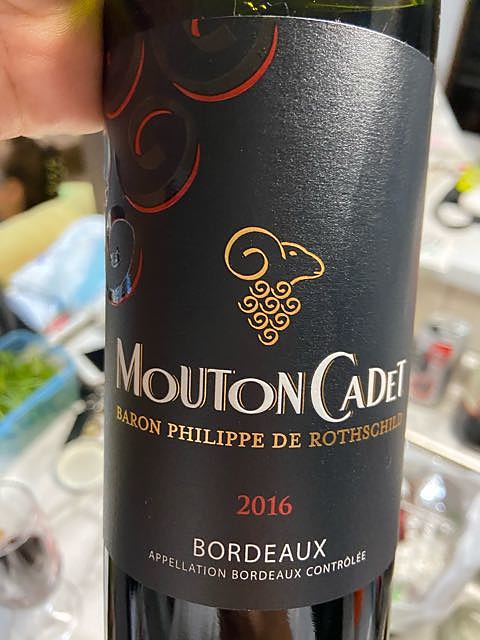 MOUTON CADET
BARON PHILIPPE DE ROTHSCHILD
2016
BORDEAUX
APPELLATION BORDEAUX CONTRÔLÉE